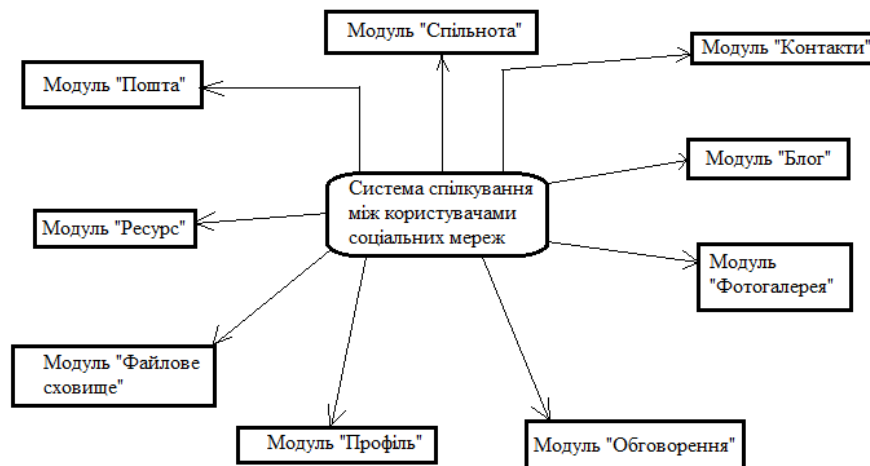 Модуль "Спільнота"
Модуль "Контакти"
Модуль "Пошта"
Модуль "Блог"
Система спілкування
між користувачами
соціальних мереж
Модуль "Ресурс"
Модуль
"Фотогалерея"
Модуль "Файлове
сховище"
Модуль "Профіль"
Модуль "Обговорення"